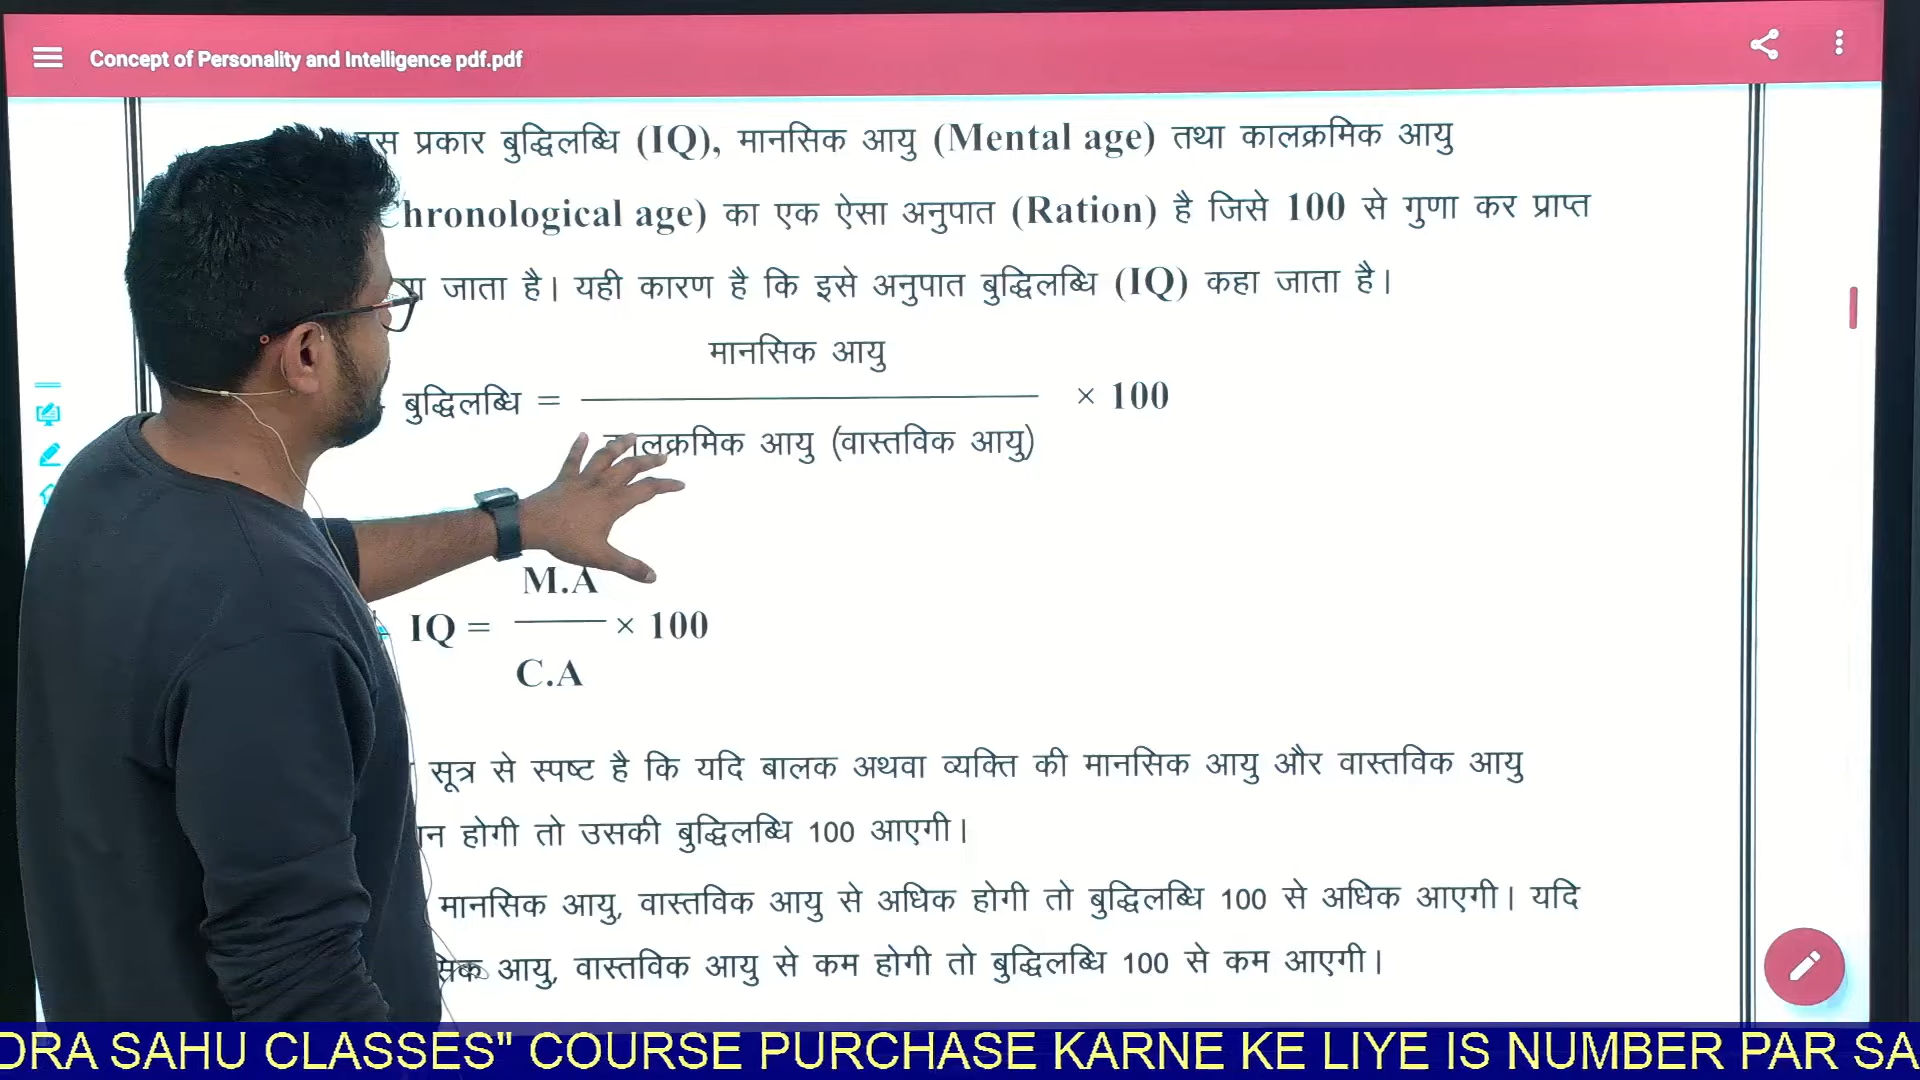 Concept of Personality and Intelligence pdf.pdf
प्रकार बुद्धिलब्धि (IQ), मानसिक आयु (Mental age) तथा कालक्रमिक आयु
hronological age) का एक ऐसा अनुपात (Ration) है जिसे 100 से गुणा कर प्राप्त
जाता है। यही कारण है कि इसे अनुपात बुद्धिलब्धि (IQ) कहा जाता है।
मानसिक आयु
बुद्धिलब्धि = × 100
कालक्रमिक आयु (वास्तविक आयु)
M.A
IQ = × 100
C.A
सूत्र से स्पष्ट है कि यदि बालक अथवा व्यक्ति की मानसिक आयु और वास्तविक आयु
होगी तो उसकी बुद्धिलब्धि 100 आएगी।
मानसिक आयु, वास्तविक आयु से अधिक होगी तो बुद्धिलब्धि 100 से अधिक आएगी। यदि
आयु, वास्तविक आयु से कम होगी तो बुद्धिलब्धि 100 से कम आएगी।
DRA SAHU CLASSES" COURSE PURCHASE KARNE KE LIYE IS NUMBER PAR SA